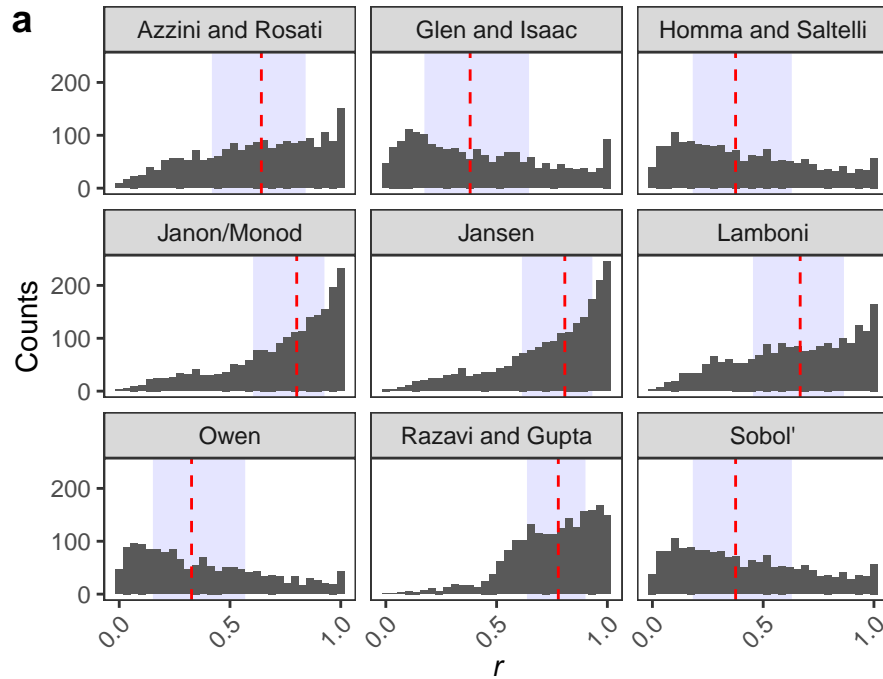 a
Azzini and Rosati
Glen and Isaac
Homma and Saltelli
200
100
0
Janon/Monod
Jansen
Lamboni
200
100
0
Counts
Owen
Razavi and Gupta
Sobol'
200
100
0
0.0 0.5 1.0
0.0 0.5 1.0
0.0 0.5 1.0
r